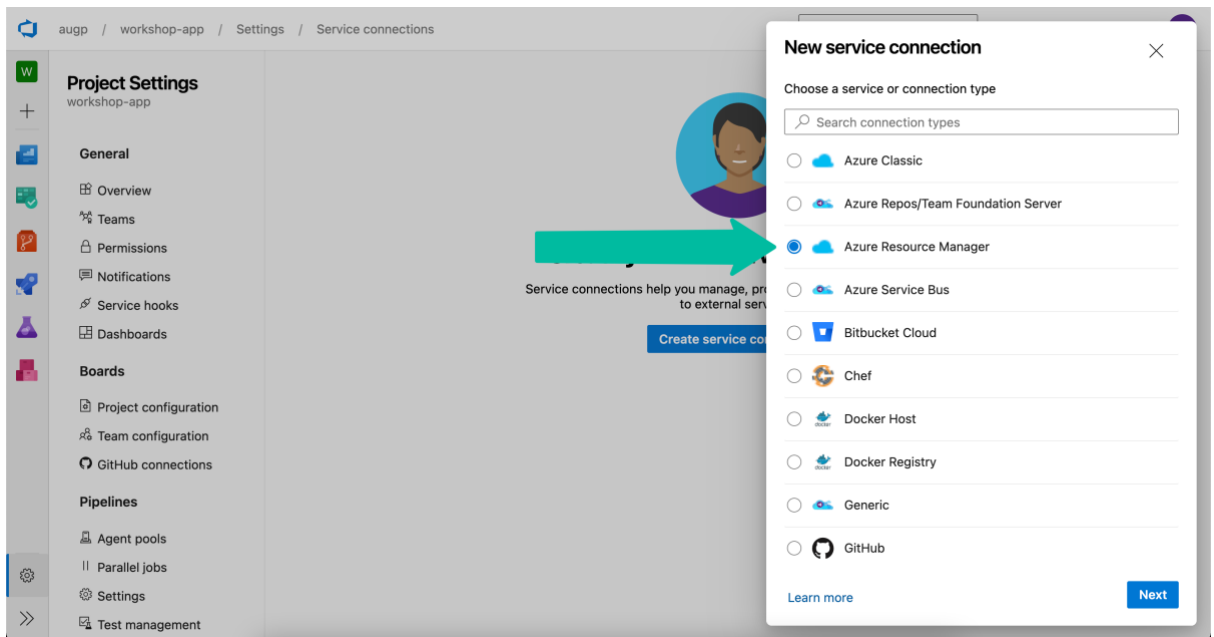 augp / workshop-app / Settings / Service connections
W
Project Settings
workshop-app
General
Overview
Teams
Permissions
Notifications
Service hooks
Dashboards
Boards
Project configuration
Team configuration
GitHub connections
Pipelines
Agent pools
Parallel jobs
Settings
Test management
Service connections help you manage,
to external
Create service
New service connection
Choose a service or connection type
Search connection types
Azure Classic
Azure Repos/Team Foundation Server
Azure Resource Manager
Azure Service Bus
Bitbucket Cloud
Chef
docker Docker Host
docker Docker Registry
Generic
GitHub
Learn more
Next